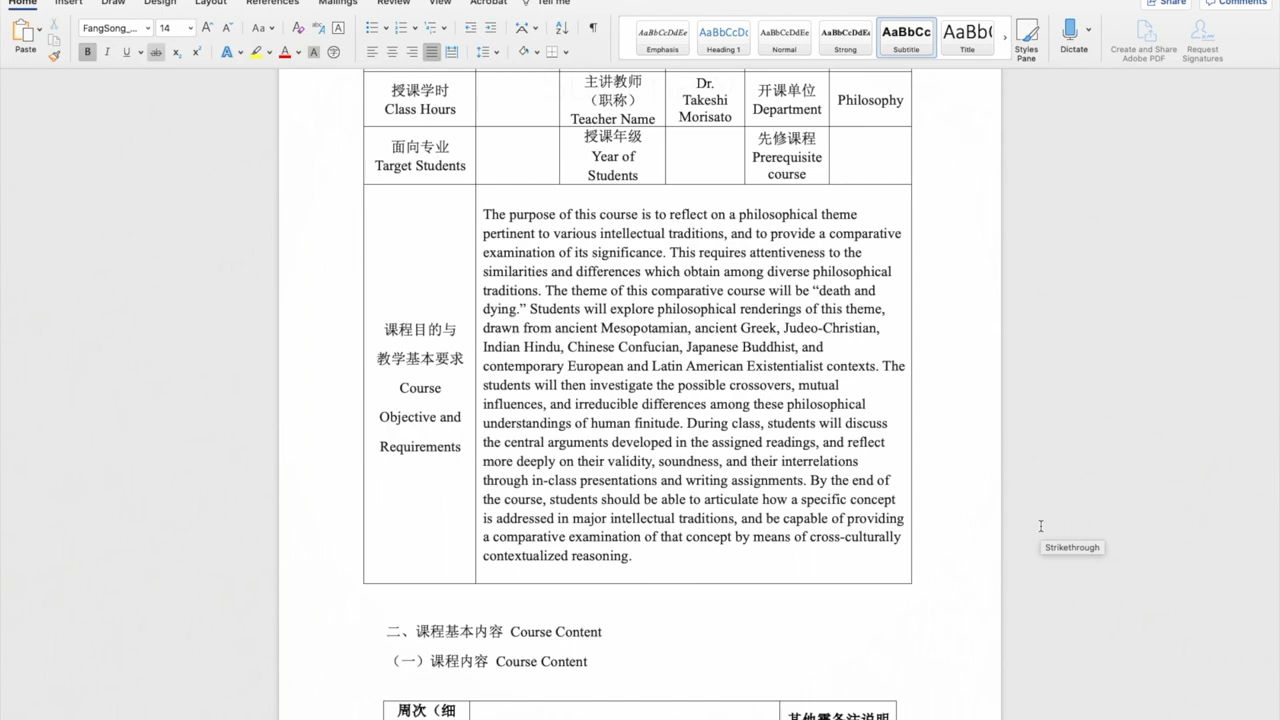 Home Insert Draw Design Layout References Mailings Review View Acrobat Tell me
Share Comments
Paste
FangSong_... 14
Aa
B I U ab x₂ x²
A A A
AaBbCcDdEe AaBbCcDc AaBbCcDdEe AaBbCcDdEe AaBbCc AaBbC
Emphasis Heading 1 Normal Strong Subtitle Title
Styles Pane
Dictate
Create and Share Adobe PDF
Request Signatures
授课学时
Class Hours
主讲教师
（职称）
Teacher Name
Dr.
Takeshi
Morisato
开课单位
Department
Philosophy
面向专业
Target Students
授课年级
Year of
Students
先修课程
Prerequisite
course
课程目的与
教学基本要求
Course
Objective and
Requirements
The purpose of this course is to reflect on a philosophical theme
pertinent to various intellectual traditions, and to provide a comparative
examination of its significance. This requires attentiveness to the
similarities and differences which obtain among diverse philosophical
traditions. The theme of this comparative course will be “death and
dying.” Students will explore philosophical renderings of this theme,
drawn from ancient Mesopotamian, ancient Greek, Judeo-Christian,
Indian Hindu, Chinese Confucian, Japanese Buddhist, and
contemporary European and Latin American Existentialist contexts. The
students will then investigate the possible crossovers, mutual
influences, and irreducible differences among these philosophical
understandings of human finitude. During class, students will discuss
the central arguments developed in the assigned readings, and reflect
more deeply on their validity, soundness, and their interrelations
through in-class presentations and writing assignments. By the end of
the course, students should be able to articulate how a specific concept
is addressed in major intellectual traditions, and be capable of providing
a comparative examination of that concept by means of cross-culturally
contextualized reasoning.
Strikethrough
二、课程基本内容 Course Content
（一）课程内容 Course Content
周次（细
其他需备注说明